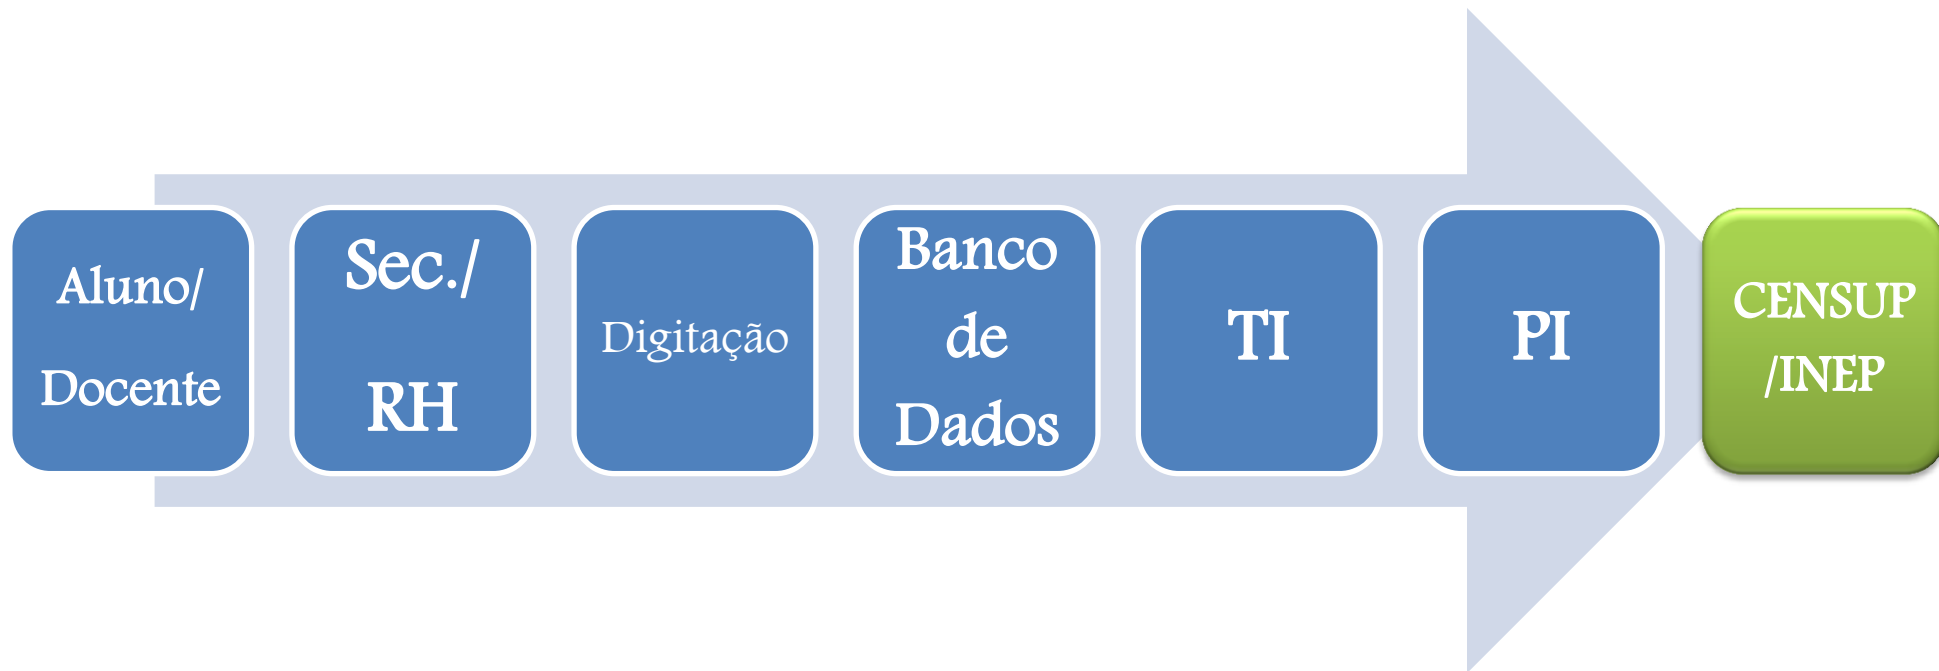 Aluno/
Docente
Sec./
RH
Digitação
Banco
de
Dados
TI
PI
CENSUP
/INEP